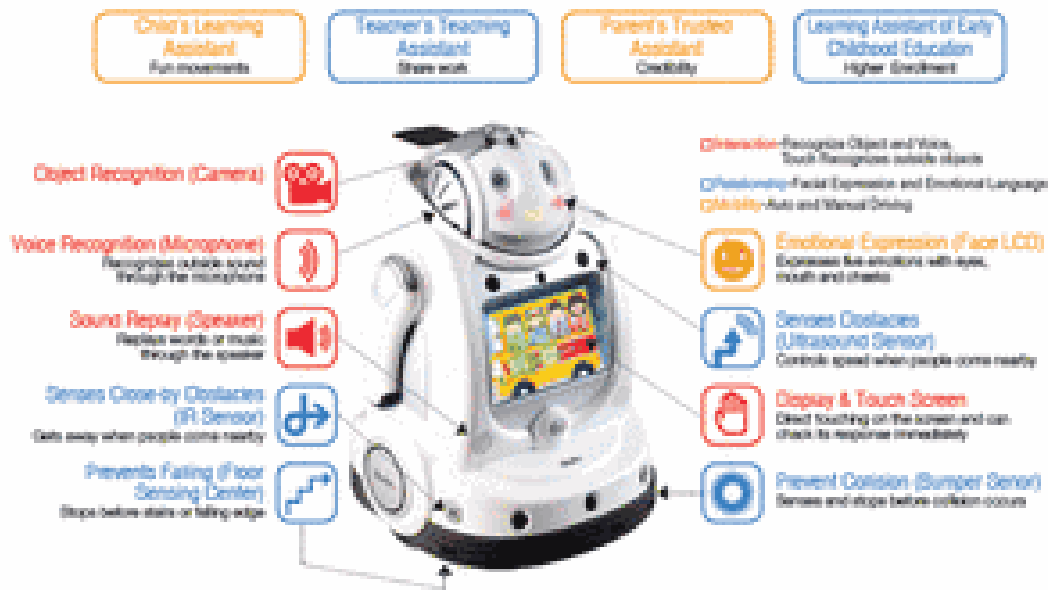 Child's Learning
Assistant
Fun movements
Teacher's Teaching
Assistant
Share work
Parent's Trusted
Assistant
Credibility
Learning Assistant of Early
Childhood Education
Higher Enrollment
Object Recognition (Camera)
Voice Recognition (Microphone)
Recognizes outside sound
through the microphone
Sound Replay (Speaker)
Replays words or music
through the speaker
Senses Close-by Obstacles
(IR Sensor)
Gets away when people come nearby
Prevents Falling (Floor
Sensing Center)
Stops before stairs or falling edge
Interaction-Recognize Object and Voice,
Touch Recognizes outside objects
Relationship-Facial Expression and Emotional Language
Mobility-Auto and Manual Driving
Emotional Expression (Face LCD)
Expresses five emotions with eyes,
mouth and cheeks
Senses Obstacles
(Ultrasound Sensor)
Controls speed when people come nearby
Display & Touch Screen
Direct touching on the screen and can
check its response immediately
Prevent Collision (Bumper Senor)
Senses and stops before collision occurs